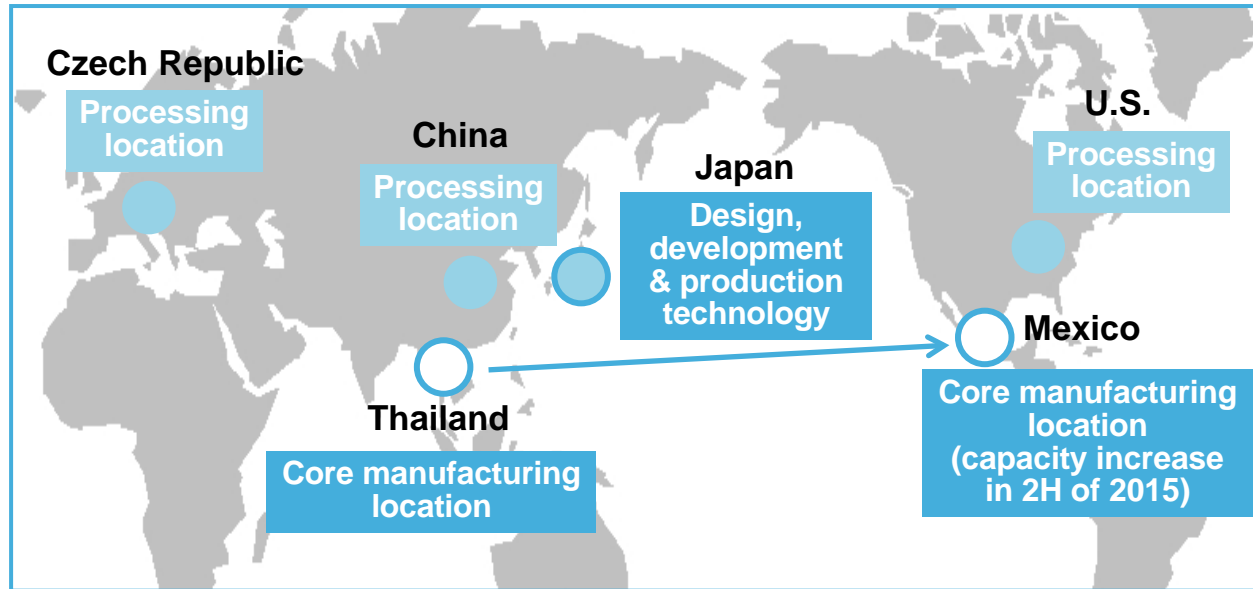 Czech Republic
Processing
location
China
Processing
location
Japan
Design,
development
& production
technology
U.S.
Processing
location
Thailand
Core manufacturing
location
Mexico
Core manufacturing
location
(capacity increase
in 2H of 2015)